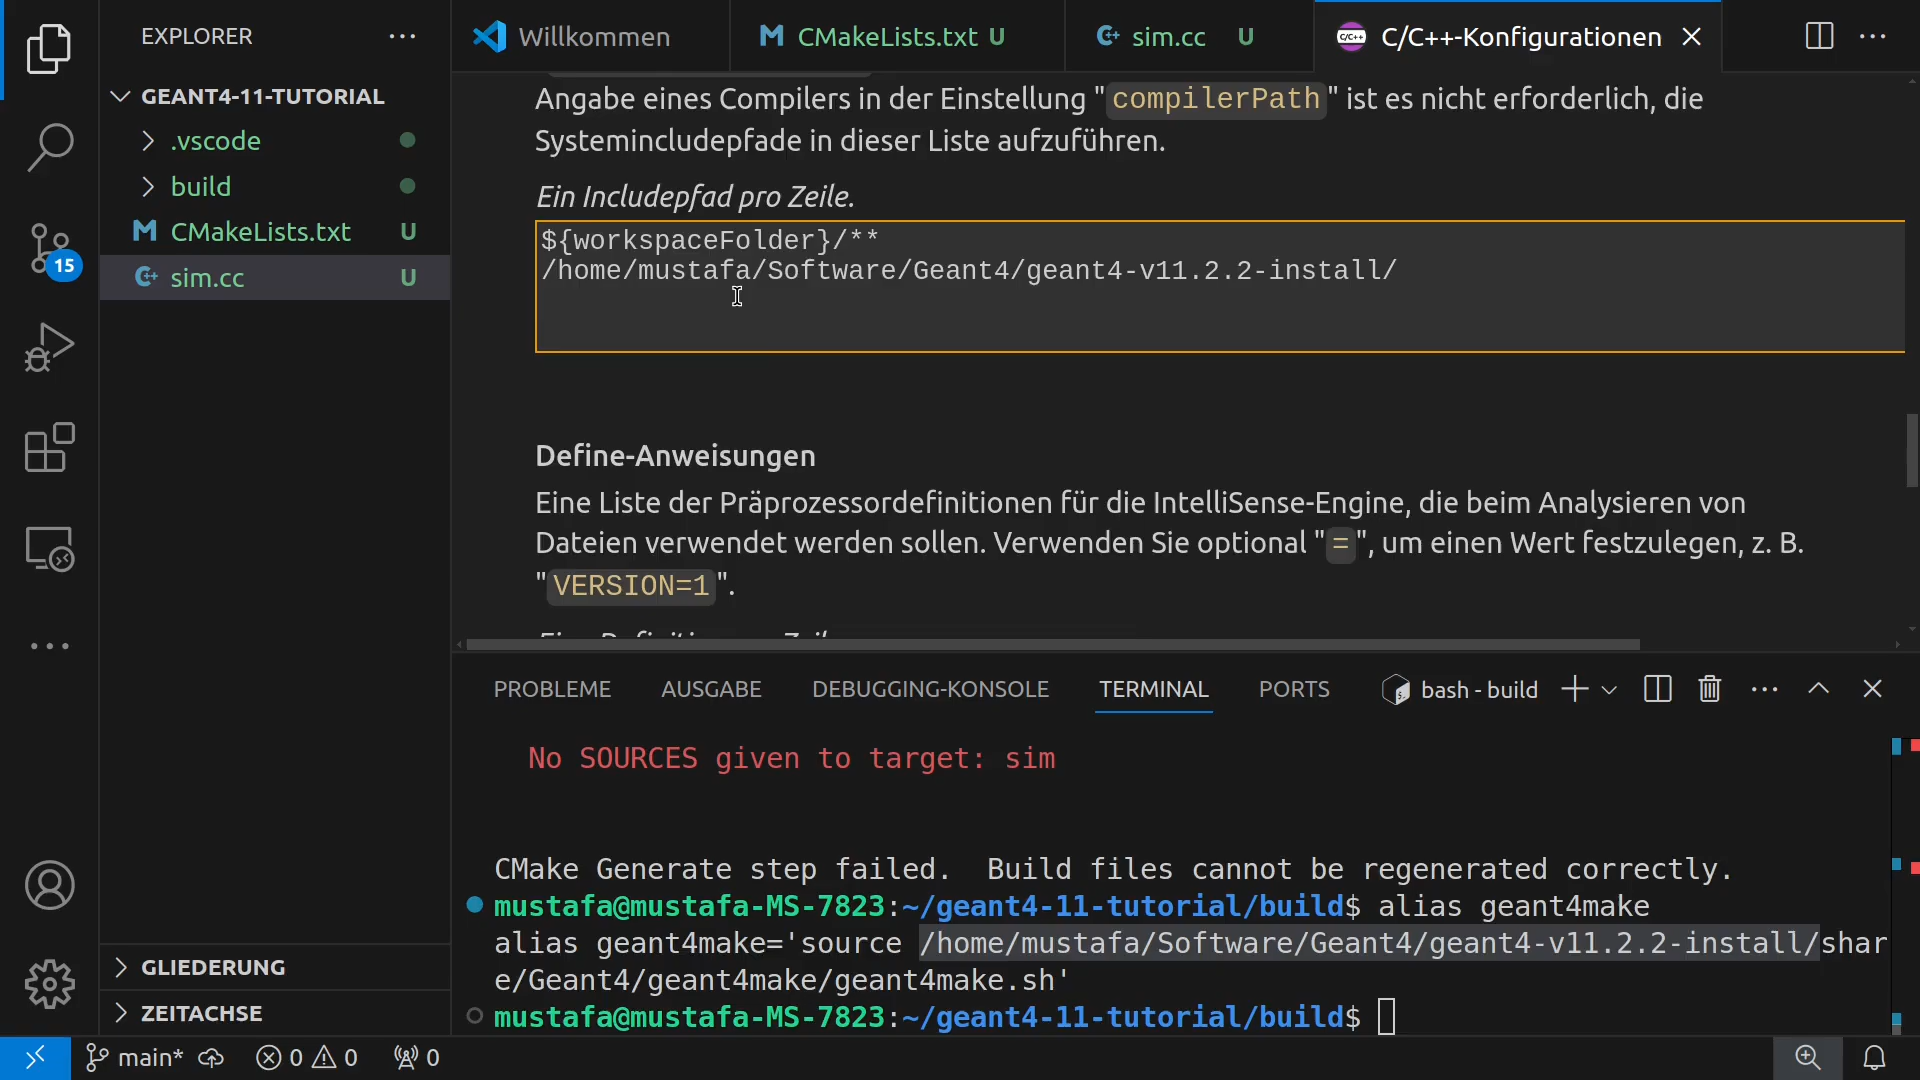 EXPLORER
Willkommen
CMakeLists.txt U
sim.cc U
C/C++-Konfigurationen
GEANT4-11-TUTORIAL
.vscode
build
CMakeLists.txt U
sim.cc U
15
Angabe eines Compilers in der Einstellung "compilerPath" ist es nicht erforderlich, die
Systemincludepfade in dieser Liste aufzuführen.
Ein Includepfad pro Zeile.
${workspaceFolder}/**
/home/mustafa/Software/Geant4/geant4-v11.2.2-install/
Define-Anweisungen
Eine Liste der Präprozessordefinitionen für die IntelliSense-Engine, die beim Analysieren von
Dateien verwendet werden sollen. Verwenden Sie optional "=", um einen Wert festzulegen, z. B.
"VERSION=1".
PROBLEME AUSGABE DEBUGGING-KONSOLE TERMINAL PORTS bash - build
No SOURCES given to target: sim
CMake Generate step failed. Build files cannot be regenerated correctly.
mustafa@mustafa-MS-7823:~/geant4-11-tutorial/build$ alias geant4make
alias geant4make='source /home/mustafa/Software/Geant4/geant4-v11.2.2-install/shar
e/Geant4/geant4make/geant4make.sh'
mustafa@mustafa-MS-7823:~/geant4-11-tutorial/build$
GLIEDERUNG
ZEITACHSE
main* 0 0 0